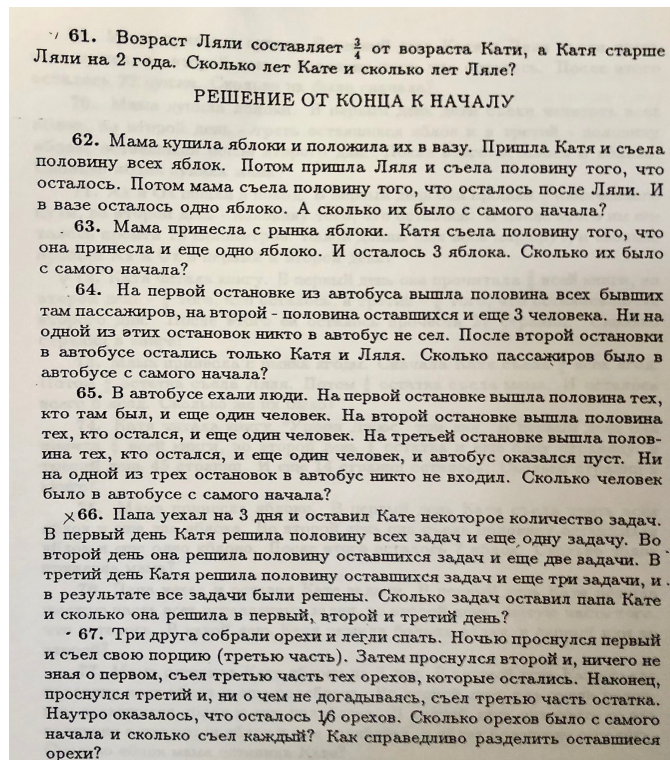 61. Возраст Ляли составляет 3/4 от возраста Кати, а Катя старше
Ляли на 2 года. Сколько лет Кате и сколько лет Ляле?
РЕШЕНИЕ ОТ КОНЦА К НАЧАЛУ
62. Мама купила яблоки и положила их в вазу. Пришла Катя и съела
половину всех яблок. Потом пришла Ляля и съела половину того, что
осталось. Потом мама съела половину того, что осталось после Ляли. И
в вазе осталось одно яблоко. А сколько их было с самого начала?
63. Мама принесла с рынка яблоки. Катя съела половину того, что
она принесла и еще одно яблоко. И осталось 3 яблока. Сколько их было
с самого начала?
64. На первой остановке из автобуса вышла половина всех бывших
там пассажиров, на второй - половина оставшихся и еще 3 человека. Ни на
одной из этих остановок никто в автобус не сел. После второй остановки
в автобусе остались только Катя и Ляля. Сколько пассажиров было в
автобусе с самого начала?
65. В автобусе ехали люди. На первой остановке вышла половина тех,
кто там был, и еще один человек. На второй остановке вышла половина
тех, кто остался, и еще один человек. На третьей остановке вышла полов-
ина тех, кто остался, и еще один человек, и автобус оказался пуст. Ни
на одной из трех остановок в автобус никто не входил. Сколько человек
было в автобусе с самого начала?
66. Папа уехал на 3 дня и оставил Кате некоторое количество задач.
В первый день Катя решила половину всех задач и еще одну задачу. Во
второй день она решила половину оставшихся задач и еще две задачи. В
третий день Катя решила половину оставшихся задач и еще три задачи, и
в результате все задачи были решены. Сколько задач оставил папа Кате
и сколько она решила в первый, второй и третий день?
67. Три друга собрали орехи и легли спать. Ночью проснулся первый
и съел свою порцию (третью часть). Затем проснулся второй и, ничего не
зная о первом, съел третью часть тех орехов, которые остались. Наконец,
проснулся третий и, ни о чем не догадываясь, съел третью часть остатка.
Наутро оказалось, что осталось 16 орехов. Сколько орехов было с самого
начала и сколько съел каждый? Как справедливо разделить оставшиеся
орехи?